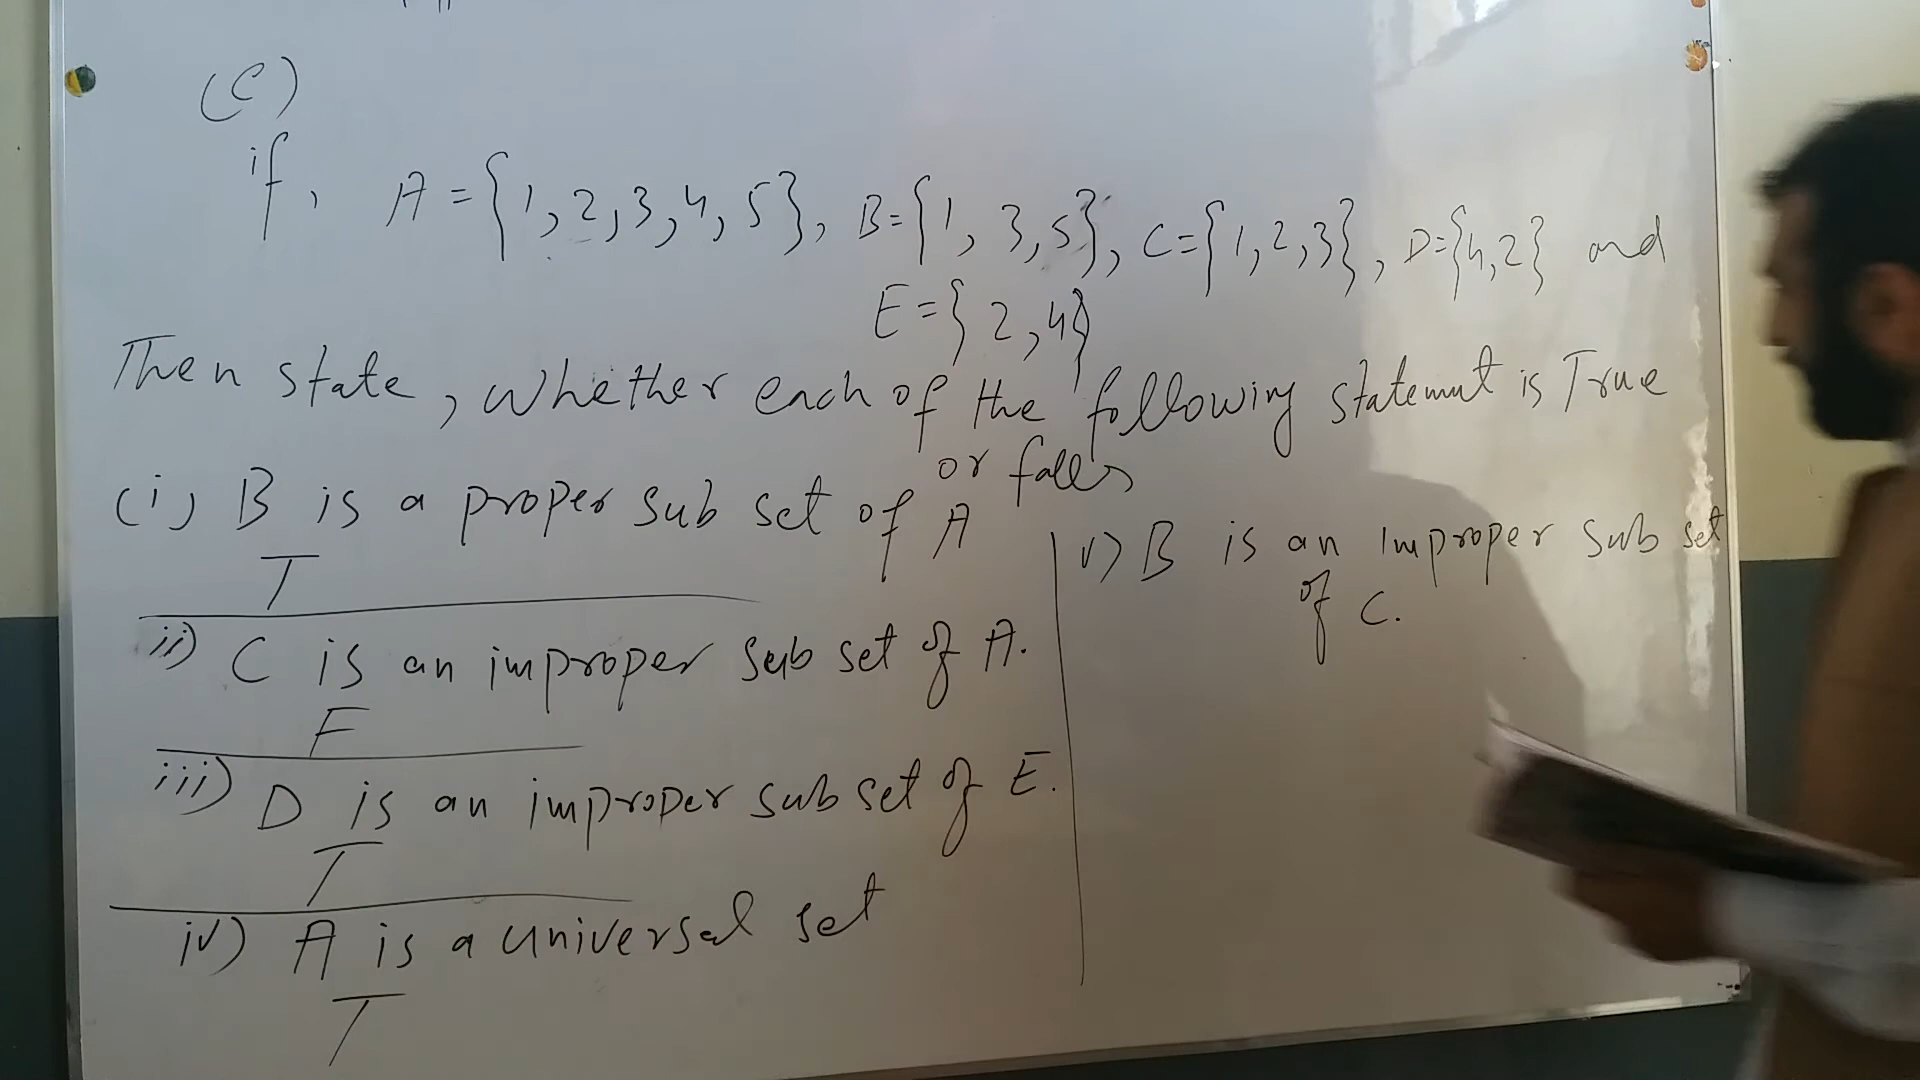 (C)
if, A={1,2,3,4,5}, B={1,3,5}, C={1,2,3}, D={4,2} and
E={2,4}
Then state, Whether each of the following statemnt is True
or falls
(i) B is a proper sub set of A
T
ii) C is an improper sub set of A.
F
iii) D is an improper sub set of E.
T
iv) A is a universal set
T
v) B is an improper sub set
of C.